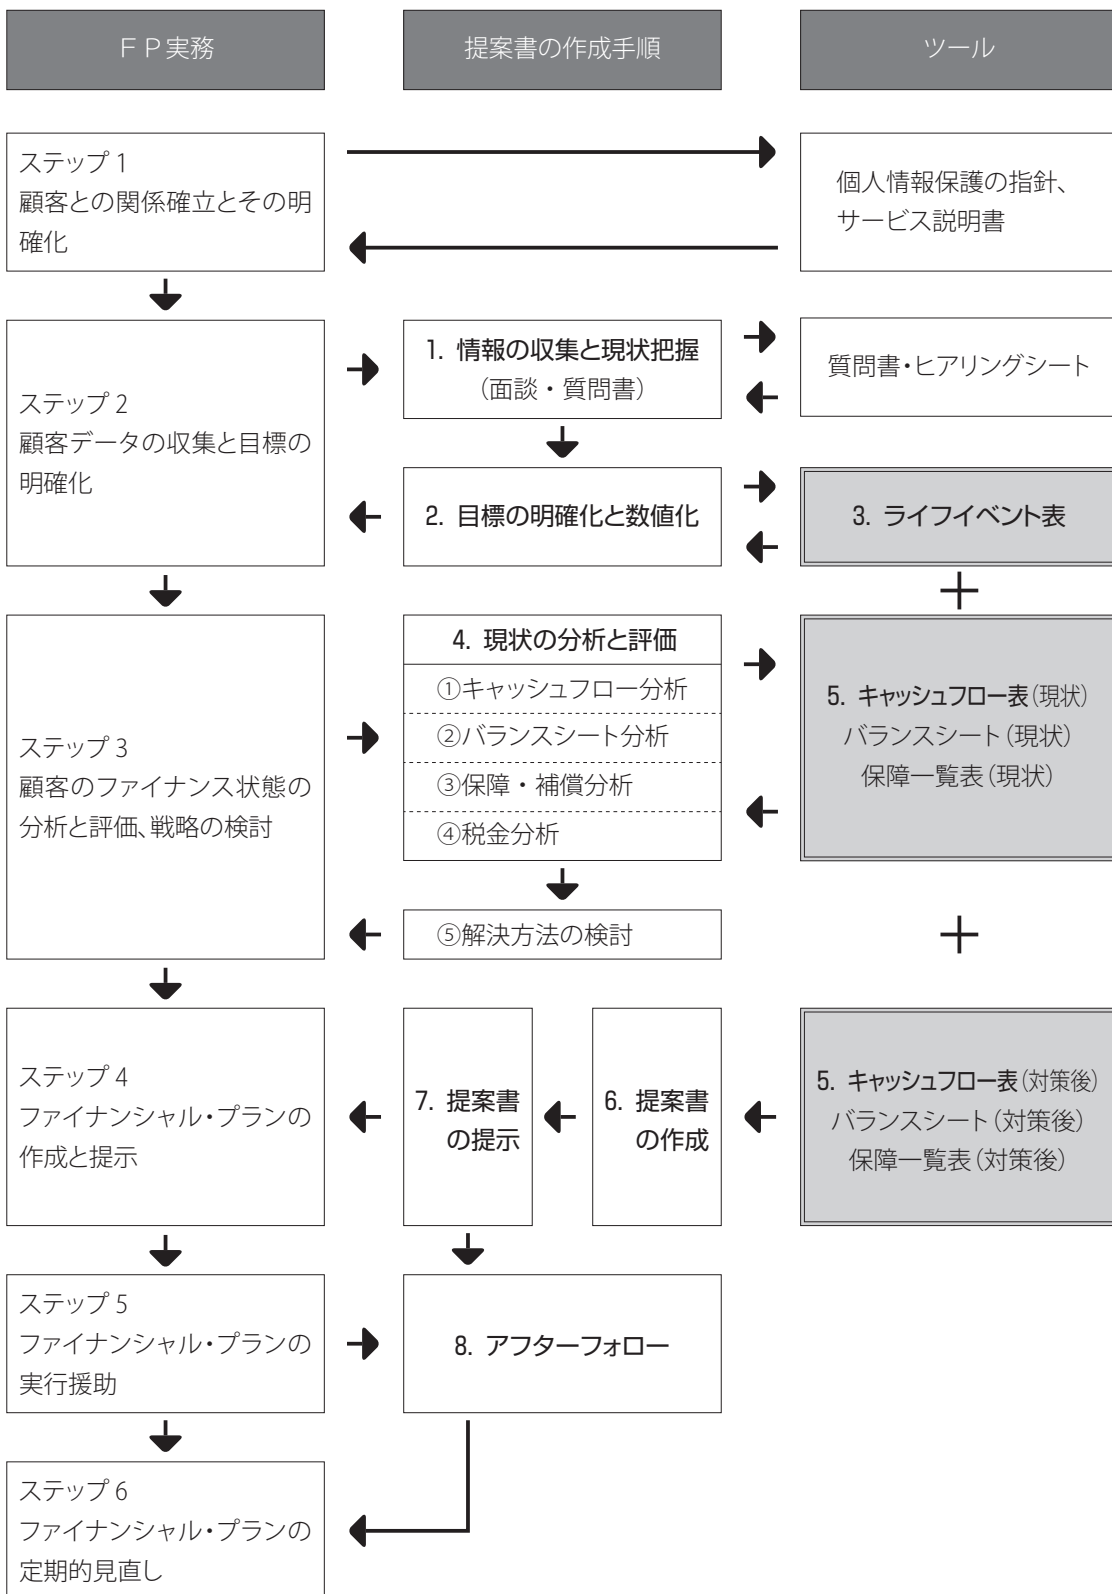 ＦＰ実務
提案書の作成手順
ツール
ステップ 1
顧客との関係確立とその明
確化
個人情報保護の指針、
サービス説明書
ステップ 2
顧客データの収集と目標の
明確化
1. 情報の収集と現状把握
（面談・質問書）
質問書・ヒアリングシート
2. 目標の明確化と数値化
3. ライフイベント表
＋
ステップ 3
顧客のファイナンス状態の
分析と評価、戦略の検討
4. 現状の分析と評価
①キャッシュフロー分析
②バランスシート分析
③保障・補償分析
④税金分析
⑤解決方法の検討
5. キャッシュフロー表（現状）
バランスシート（現状）
保障一覧表（現状）
＋
ステップ 4
ファイナンシャル・プランの
作成と提示
7. 提案書
の提示
6. 提案書
の作成
5. キャッシュフロー表（対策後）
バランスシート（対策後）
保障一覧表（対策後）
ステップ 5
ファイナンシャル・プランの
実行援助
8. アフターフォロー
ステップ 6
ファイナンシャル・プランの
定期的見直し